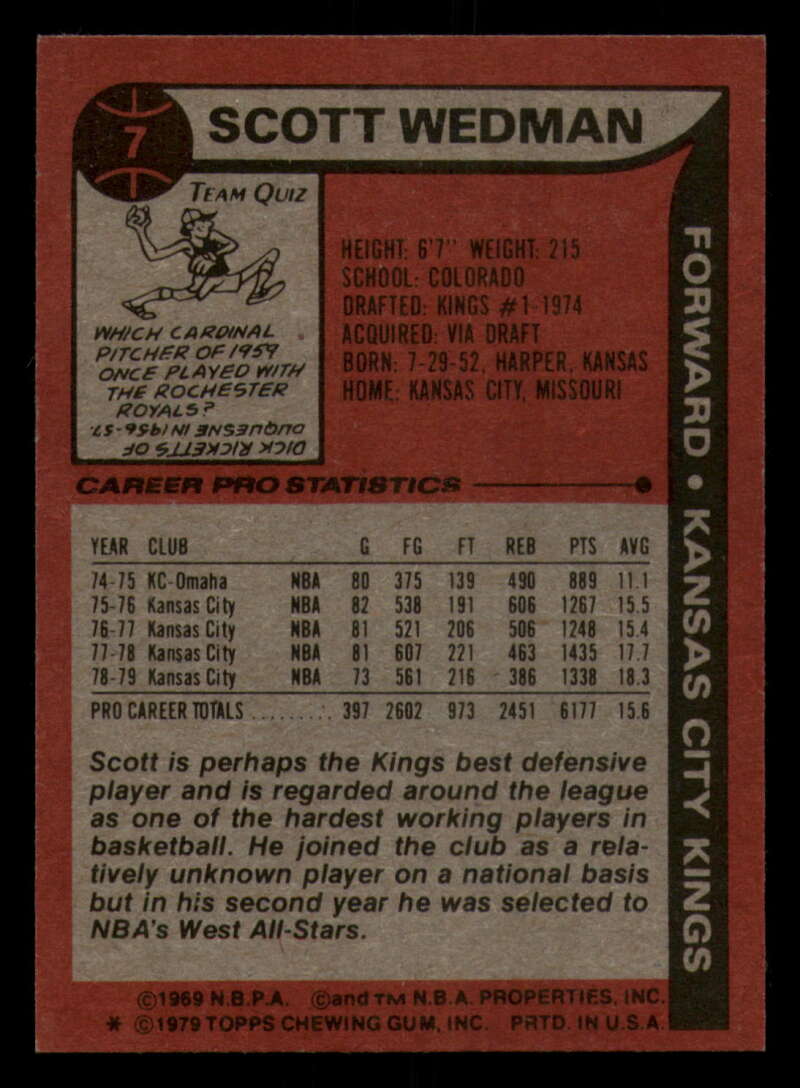 7
SCOTT WEDMAN
TEAM QUIZ
WHICH CARDINAL
PITCHER OF 1959
ONCE PLAYED WITH
THE ROCHESTER
ROYALS?
DICK RICKETTS OF
DUQUESNE IN 1956-57.
HEIGHT: 6'7" WEIGHT: 215
SCHOOL: COLORADO
DRAFTED: KINGS #1-1974
ACQUIRED: VIA DRAFT
BORN: 7-29-52, HARPER, KANSAS
HOME: KANSAS CITY, MISSOURI
FORWARD • KANSAS CITY KINGS
CAREER PRO STATISTICS
YEAR CLUB G FG FT REB PTS AVG
74-75 KC-Omaha NBA 80 375 139 490 889 11.1
75-76 Kansas City NBA 82 538 191 606 1267 15.5
76-77 Kansas City NBA 81 521 206 506 1248 15.4
77-78 Kansas City NBA 81 607 221 463 1435 17.7
78-79 Kansas City NBA 73 561 216 386 1338 18.3
PRO CAREER TOTALS ......... 397 2602 973 2451 6177 15.6
Scott is perhaps the Kings best defensive
player and is regarded around the league
as one of the hardest working players in
basketball. He joined the club as a rela-
tively unknown player on a national basis
but in his second year he was selected to
NBA's West All-Stars.
©1969 N.B.P.A. ©and TM N.B.A. PROPERTIES, INC.
* ©1979 TOPPS CHEWING GUM, INC. PRTD. IN U.S.A.